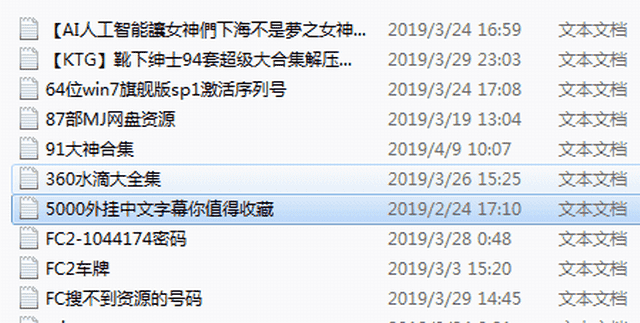 【AI人工智能讓女神們下海不是夢之女神... 2019/3/24 16:59 文本文档
【KTG】靴下绅士94套超级大合集解压... 2019/3/29 23:03 文本文档
64位win7旗舰版sp1激活序列号 2019/3/24 17:08 文本文档
87部MJ网盘资源 2019/3/19 13:04 文本文档
91大神合集 2019/4/9 10:07 文本文档
360水滴大全集 2019/3/26 15:25 文本文档
5000外挂中文字幕你值得收藏 2019/2/24 17:10 文本文档
FC2-1044174密码 2019/3/28 0:48 文本文档
FC2车牌 2019/3/3 15:20 文本文档
FC搜不到资源的号码 2019/3/29 14:45 文本文档